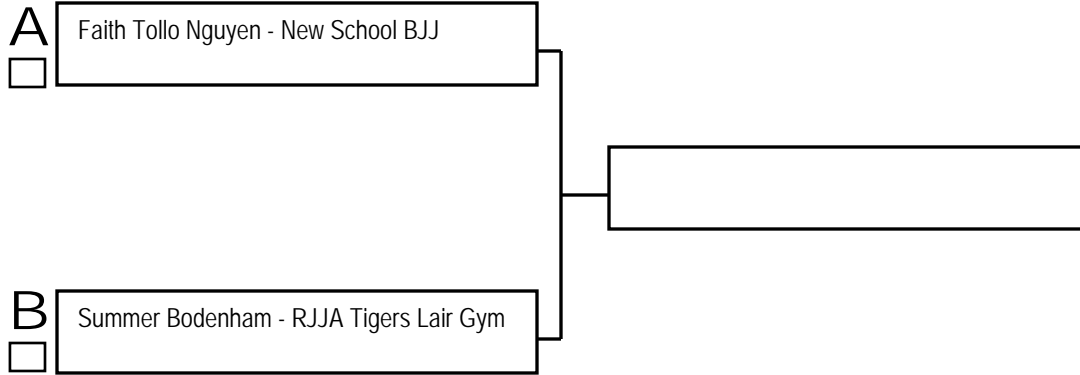 A
Faith Tollo Nguyen - New School BJJ
B
Summer Bodenham - RJJA Tigers Lair Gym